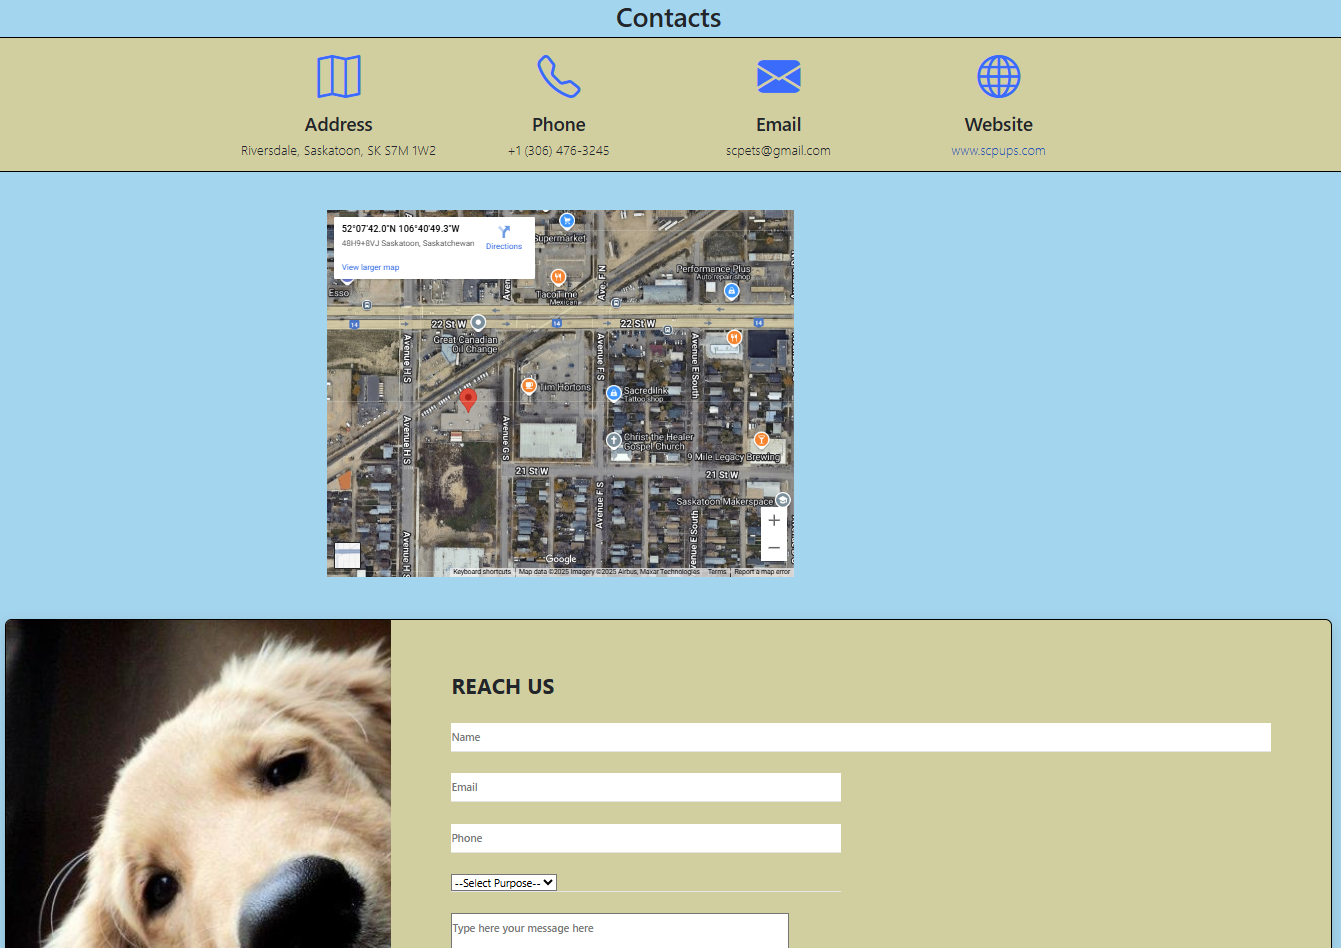 Contacts
Address
Riversdale, Saskatoon, SK S7M 1W2
Phone
+1 (306) 476-3245
Email
scpets@gmail.com
Website
www.scpups.com
52°07'42.0"N 106°40'49.3"W
48H9+8VJ Saskatoon, Saskatchewan
Directions
View larger map
Supermarket
Esso
TacoTime
Mexican
Ave. F N
Performance Plus
Auto repair shop
14
22 St W
14
22 St W
14
Great Canadian
Oil Change
Avenue H S
Avenue F S
Avenue E South
Tim Hortons
SacredInk
Tattoo shop
Avenue H S
Avenue G S
Christ the Healer
Gospel Church
9 Mile Legacy Brewing
21 St W
21 St W
Avenue F S
Saskatoon Makerspace
Avenue H S
Google
Keyboard shortcuts
Map data ©2025 Imagery ©2025 Airbus, Maxar Technologies
Terms
Report a map error
REACH US
Name
Email
Phone
--Select Purpose--
Type here your message here